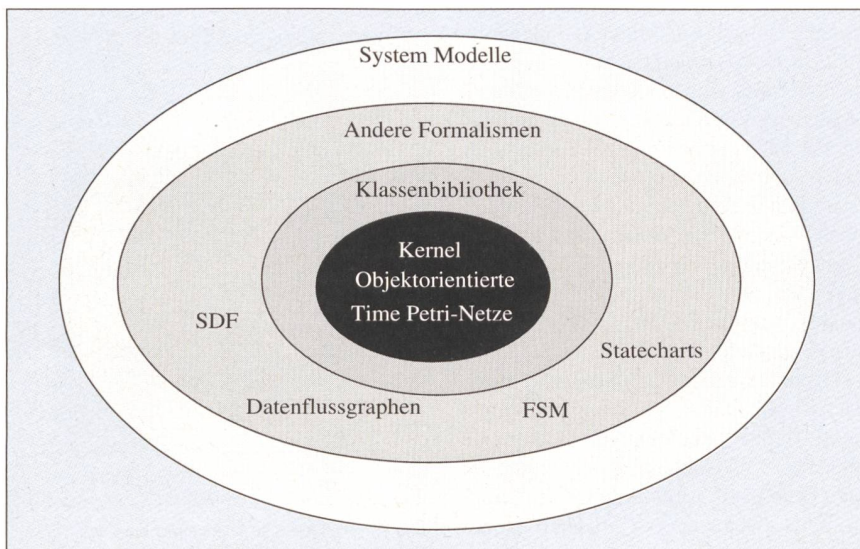 System Modelle
Andere Formalismen
Klassenbibliothek
Kernel
Objektorientierte
Time Petri-Netze
SDF
Statecharts
Datenflussgraphen
FSM